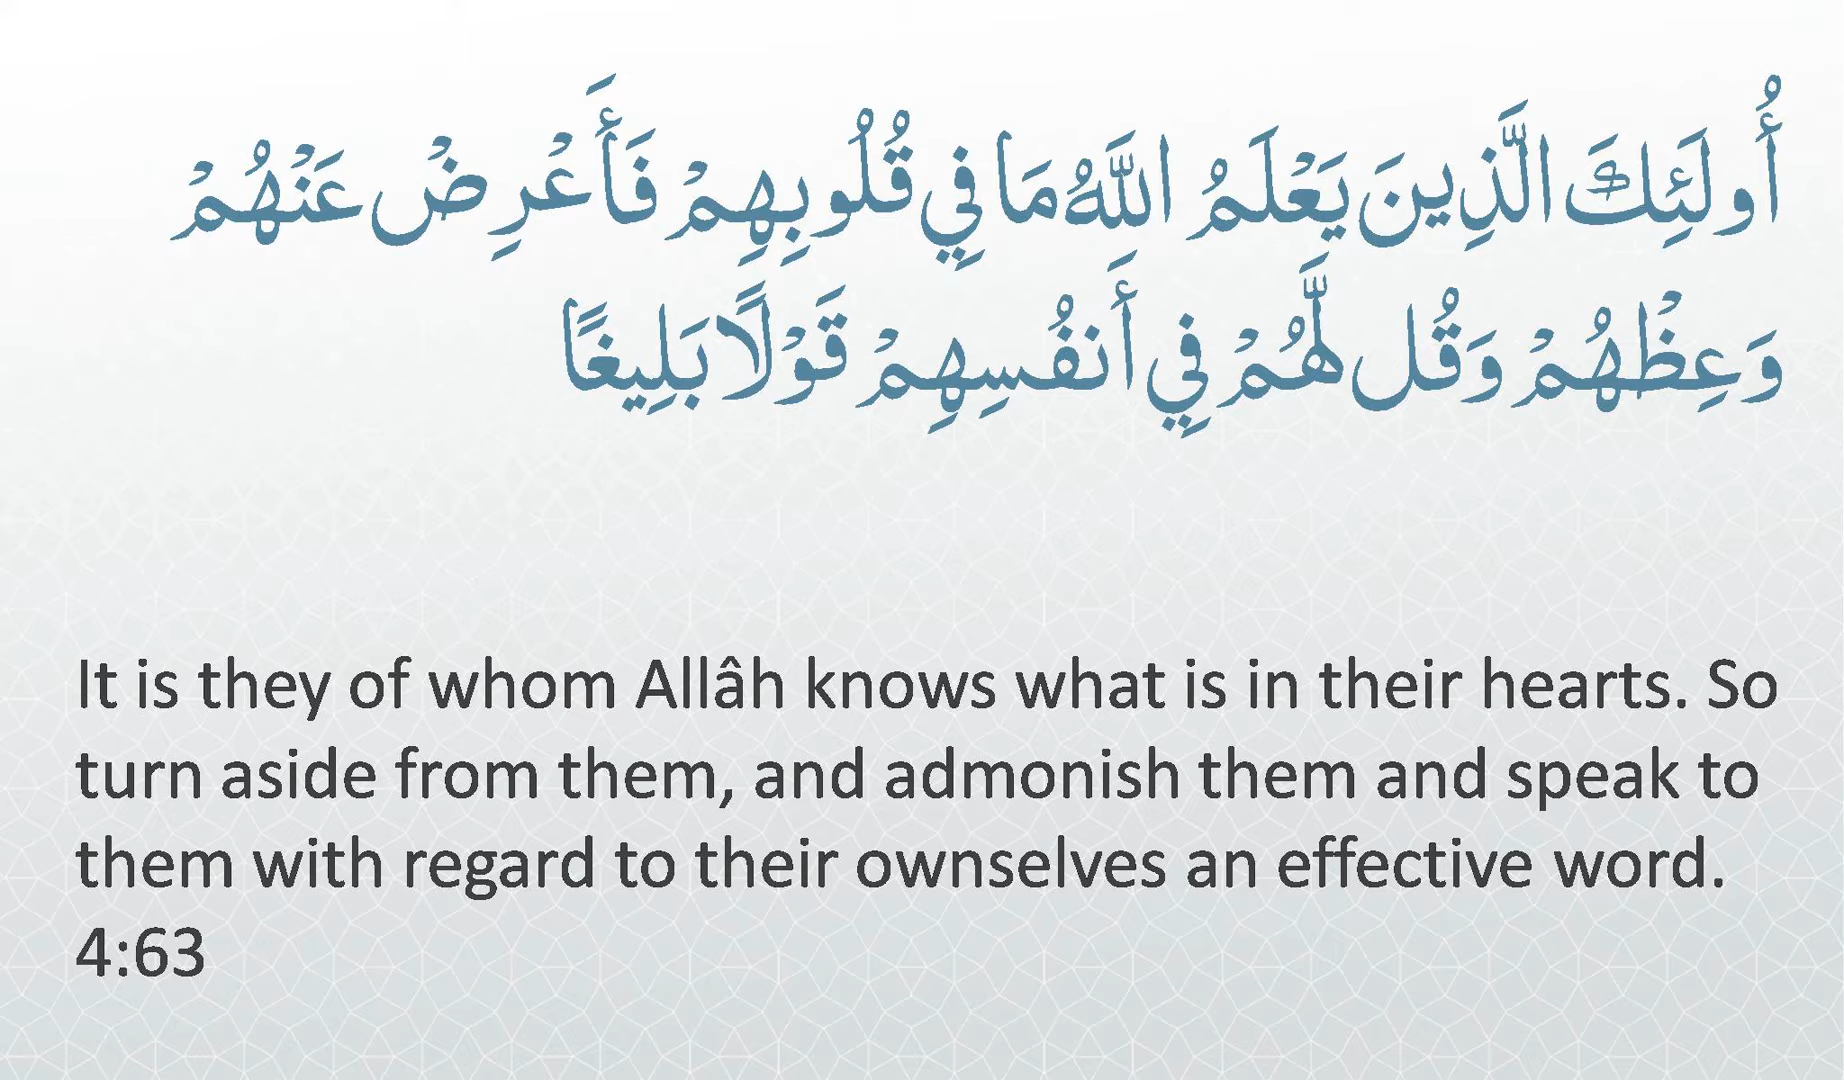 أُولَئِكَ الَّذِينَ يَعْلَمُ اللَّهُ مَا فِي قُلُوبِهِمْ فَأَعْرِضْ عَنْهُمْ
وَعِظْهُمْ وَقُل لَّهُمْ فِي أَنفُسِهِمْ قَوْلًا بَلِيغًا
It is they of whom Allâh knows what is in their hearts. So
turn aside from them, and admonish them and speak to
them with regard to their ownselves an effective word.
4:63